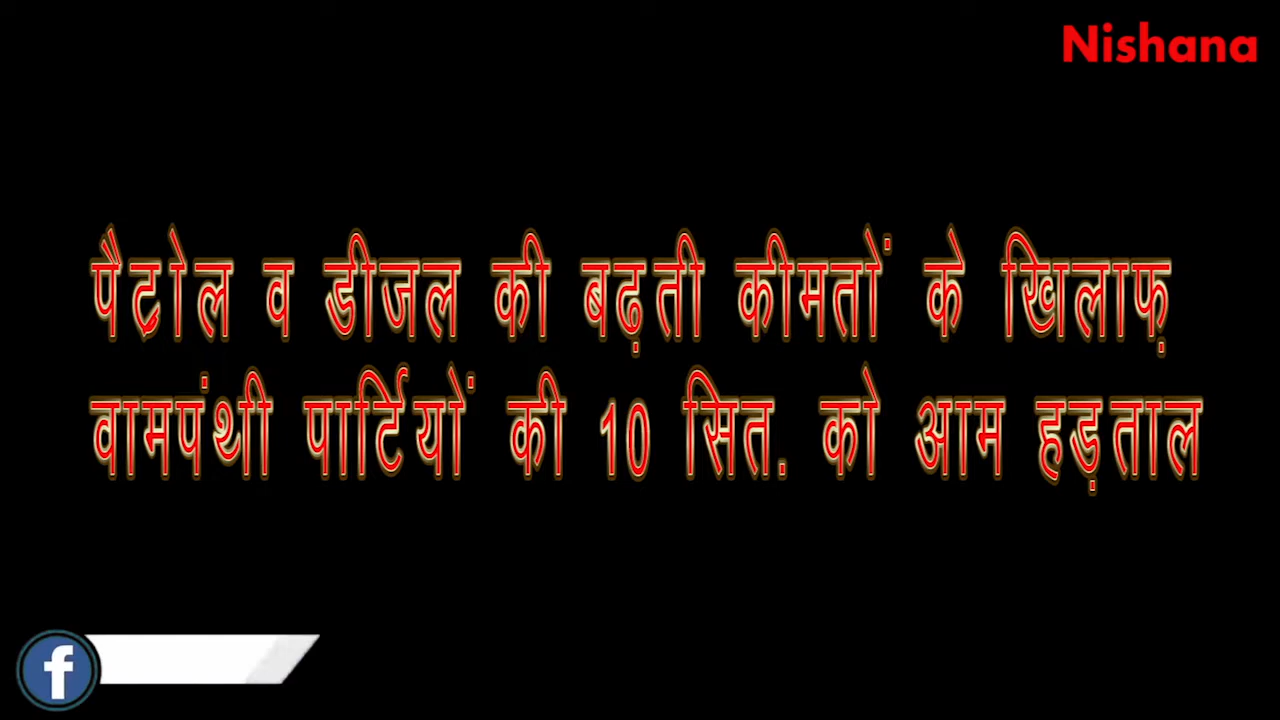 Nishana
पैट्रोल व डीजल की बढ़ती कीमतों के खिलाफ़
वामपंथी पार्टियों की 10 सित. को आम हड़ताल
f